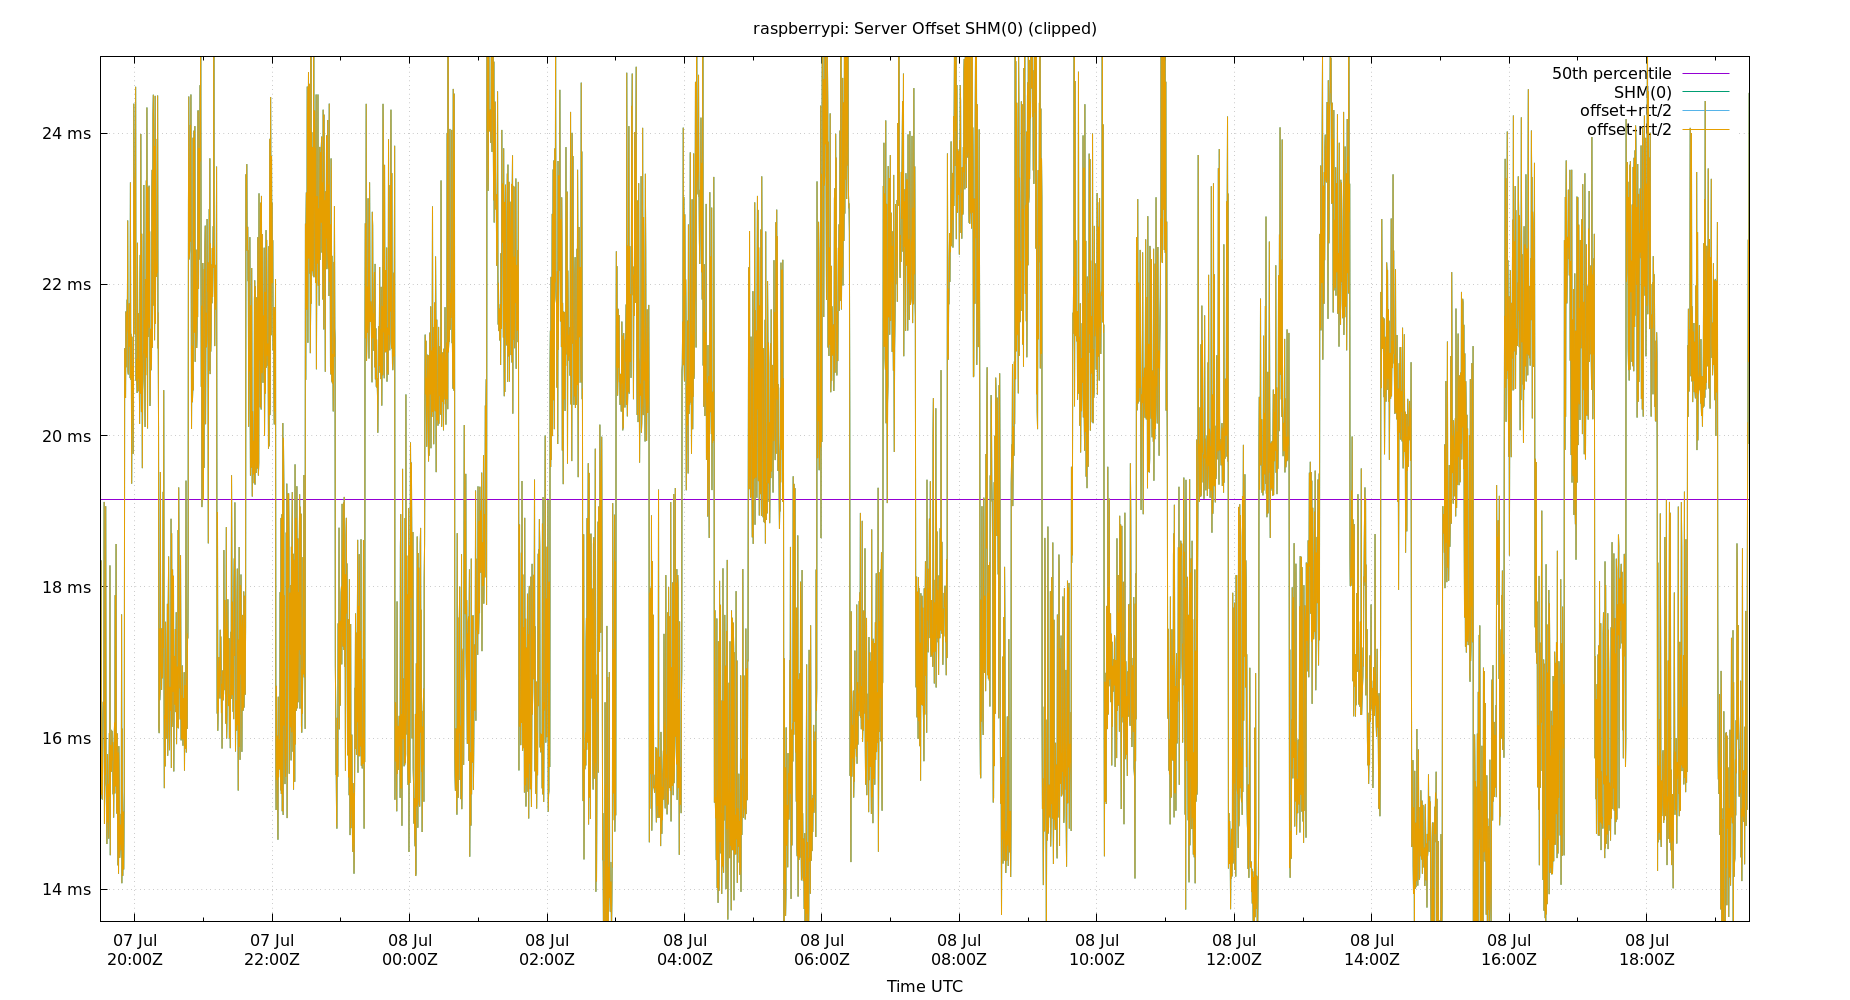 raspberrypi: Server Offset SHM(0) (clipped)
50th percentile
SHM(0)
offset+rtt/2
offset-rtt/2
24 ms
22 ms
20 ms
18 ms
16 ms
14 ms
07 Jul 07 Jul 08 Jul 08 Jul 08 Jul 08 Jul 08 Jul 08 Jul 08 Jul 08 Jul 08 Jul 08 Jul
20:00Z 22:00Z 00:00Z 02:00Z 04:00Z 06:00Z 08:00Z 10:00Z 12:00Z 14:00Z 16:00Z 18:00Z
Time UTC